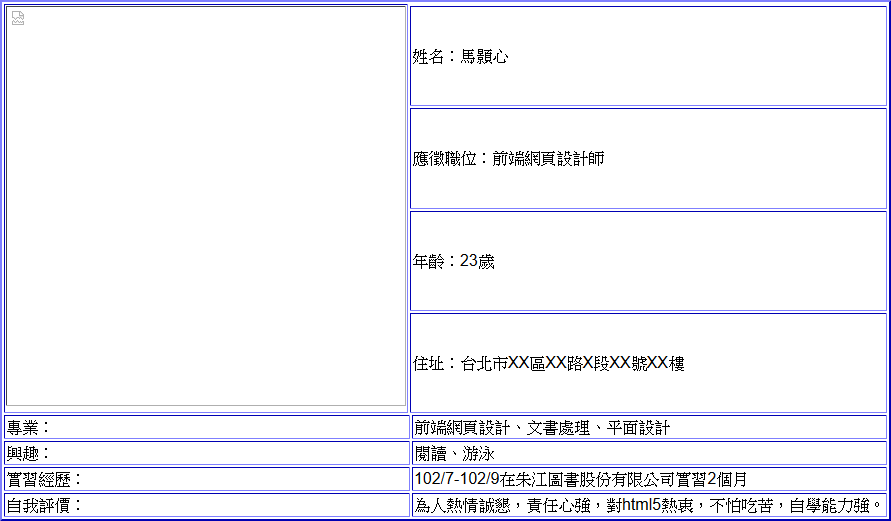 姓名：馬顥心
應徵職位：前端網頁設計師
年齡：23歲
住址：台北市XX區XX路X段XX號XX樓
專業：
前端網頁設計、文書處理、平面設計
興趣：
閱讀、游泳
實習經歷：
102/7-102/9在朱江圖書股份有限公司實習2個月
自我評價：
為人熱情誠懇，責任心強，對html5熱衷，不怕吃苦，自學能力強。